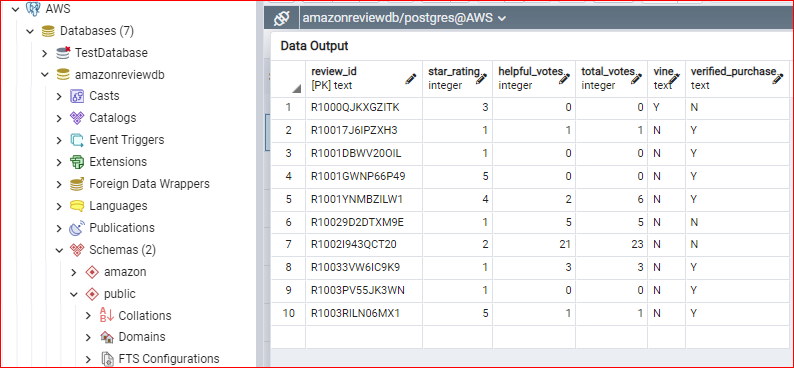 AWS
Databases (7)
TestDatabase
amazonreviewdb
Casts
Catalogs
Event Triggers
Extensions
Foreign Data Wrappers
Languages
Publications
Schemas (2)
amazon
public
Collations
Domains
FTS Configurations
amazonreviewdb/postgres@AWS
Data Output
review_id [PK] text star_rating integer helpful_votes integer total_votes integer vine text verified_purchase text
1 R1000QJKXGZITK 3 0 0 Y N
2 R10017J6IPZXH3 1 1 1 N Y
3 R1001DBWV20OIL 1 0 0 N Y
4 R1001GWNP66P49 5 0 0 N Y
5 R1001YNMBZILW1 4 2 6 N Y
6 R10029D2DTXM9E 1 5 5 N N
7 R1002I943QCT20 2 21 23 N N
8 R10033VW6IC9K9 1 3 3 N Y
9 R1003PV55JK3WN 1 0 0 N Y
10 R1003RILN06MX1 5 1 1 N Y